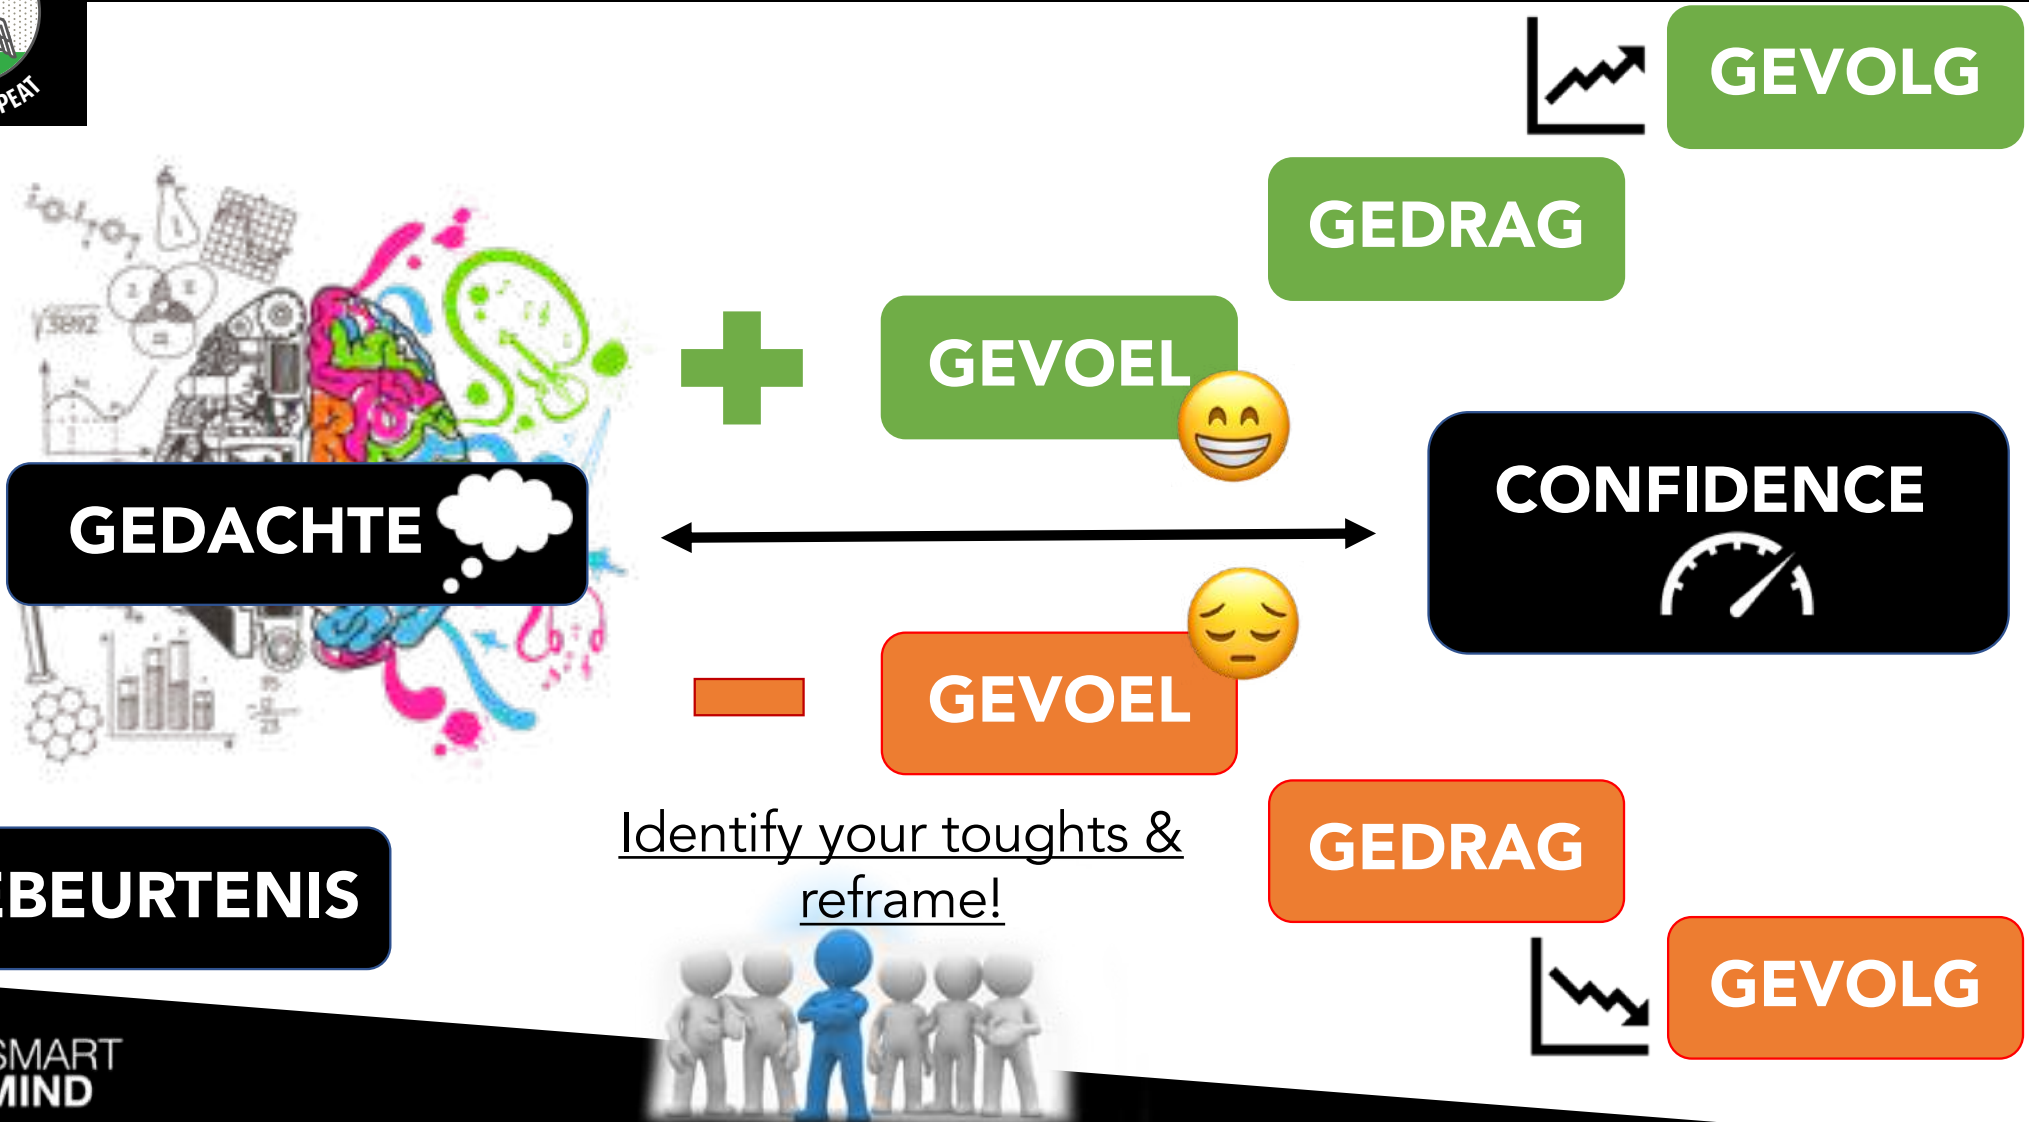 PEAT
GEVOLG
GEDRAG
GEVOEL
GEDACHTE
CONFIDENCE
GEVOEL
Identify your toughts &
reframe!
GEDRAG
EBEURTENIS
GEVOLG
SMART
MIND